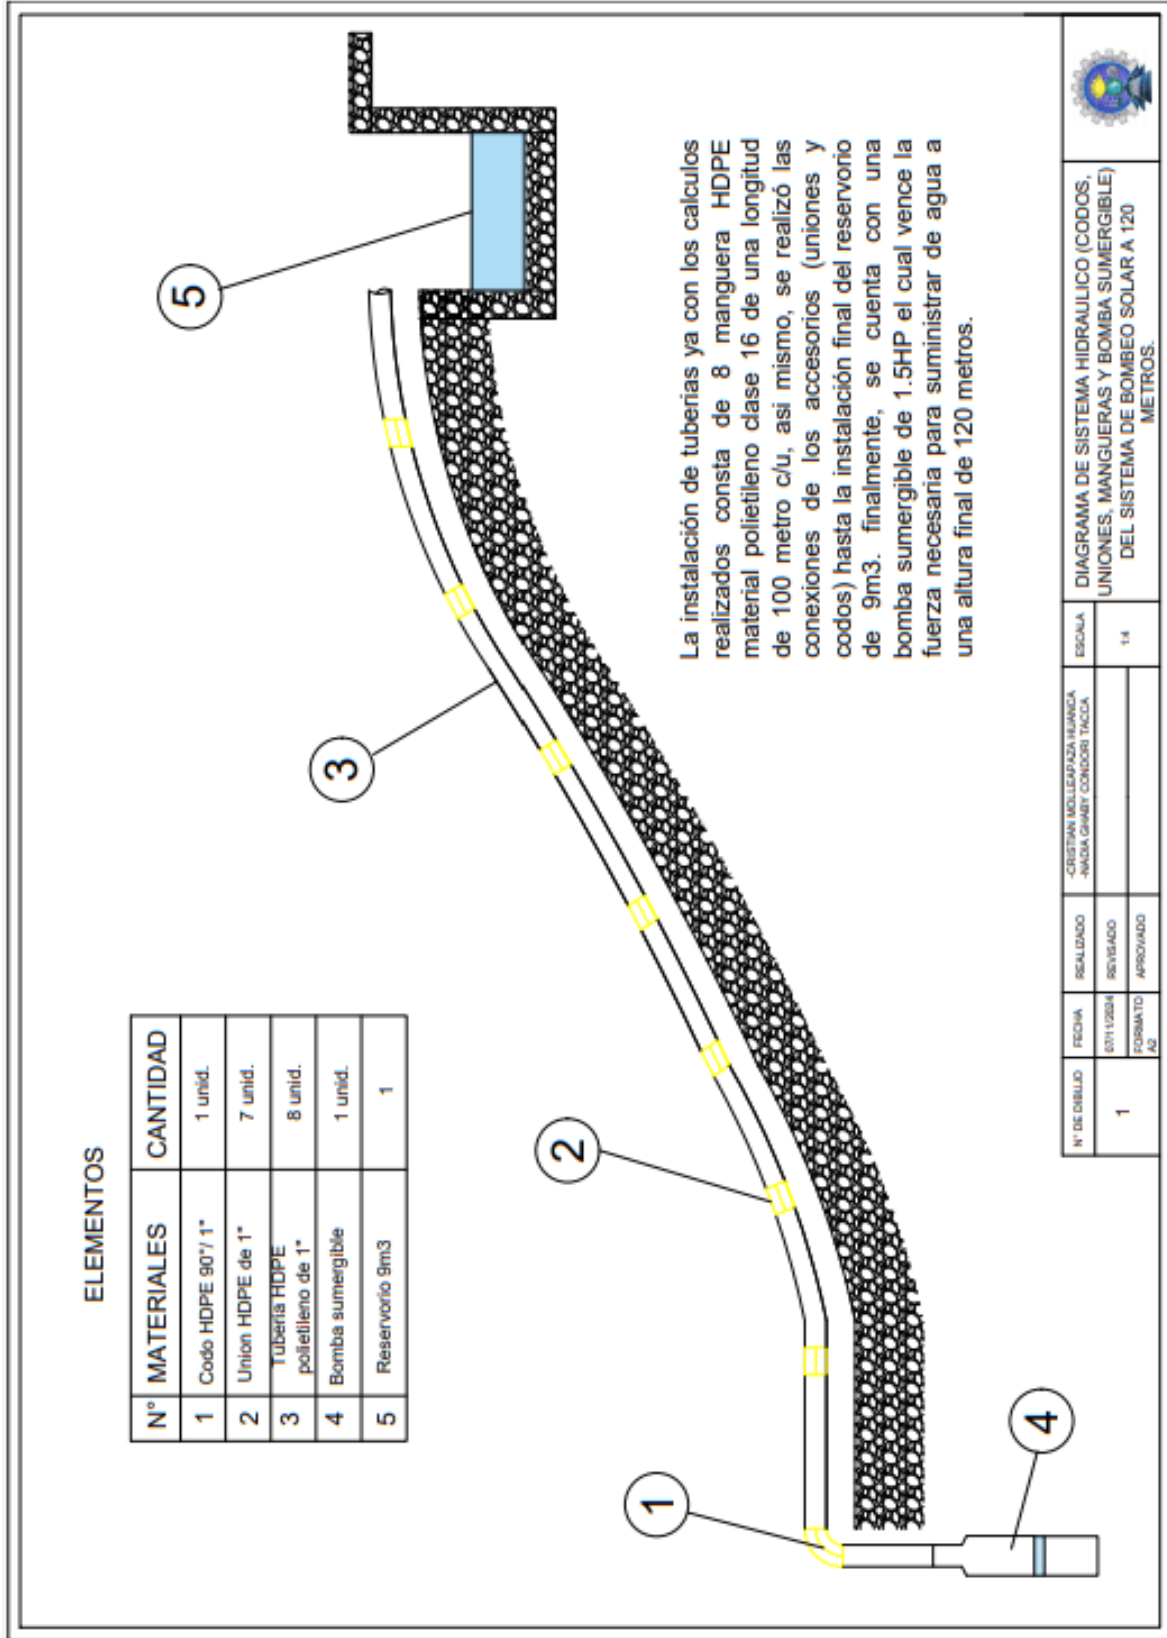 ELEMENTOS
N° MATERIALES CANTIDAD
1 Codo HDPE 90°/ 1" 1 unid.
2 Union HDPE de 1" 7 unid.
3 Tuberia HDPE polietileno de 1" 8 unid.
4 Bomba sumergible 1 unid.
5 Reservorio 9m3 1
1
2
3
4
5
La instalación de tuberias ya con los calculos
realizados consta de 8 manguera HDPE
material polietileno clase 16 de una longitud
de 100 metro c/u, asi mismo, se realizó las
conexiones de los accesorios (uniones y
codos) hasta la instalación final del reservorio
de 9m3. finalmente, se cuenta con una
bomba sumergible de 1.5HP el cual vence la
fuerza necesaria para suministrar de agua a
una altura final de 120 metros.
N° DE DIBUJO
1
FECHA
07/11/2024
FORMATO
A2
REALIZADO
REVISADO
APROVADO
-CRISTIAN MOLLEAPAZA HUANCA
-NADIA GHABY CONDORI TACCA
ESCALA
1:4
DIAGRAMA DE SISTEMA HIDRAULICO (CODOS,
UNIONES, MANGUERAS Y BOMBA SUMERGIBLE)
DEL SISTEMA DE BOMBEO SOLAR A 120
METROS.